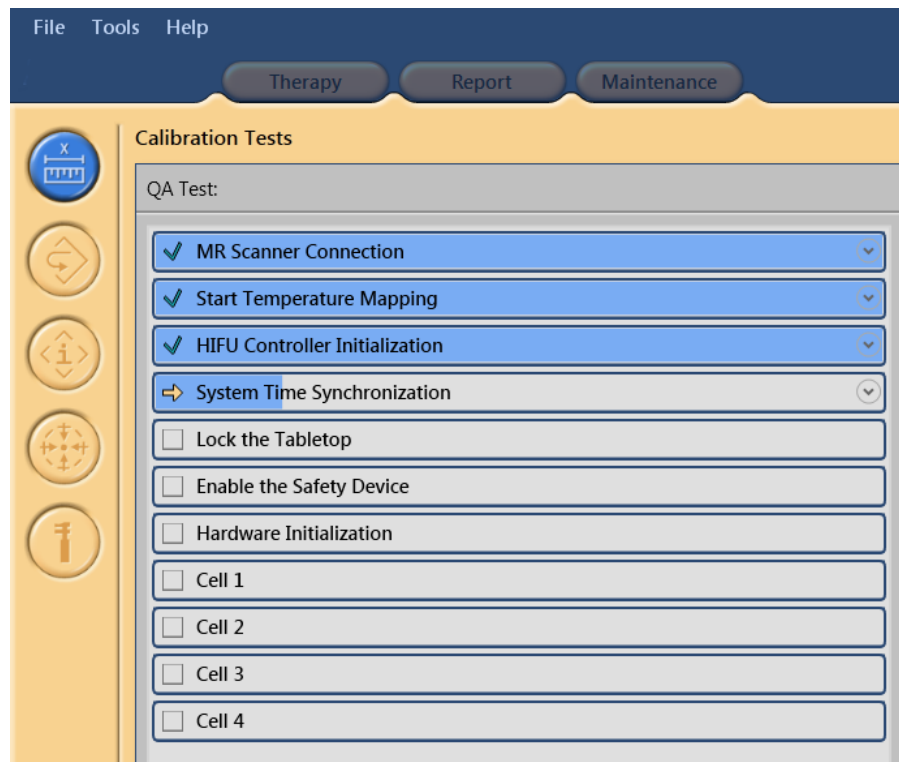 File Tools Help
Therapy Report Maintenance
Calibration Tests
X
QA Test:
MR Scanner Connection
Start Temperature Mapping
HIFU Controller Initialization
System Time Synchronization
Lock the Tabletop
Enable the Safety Device
Hardware Initialization
Cell 1
Cell 2
Cell 3
Cell 4
i